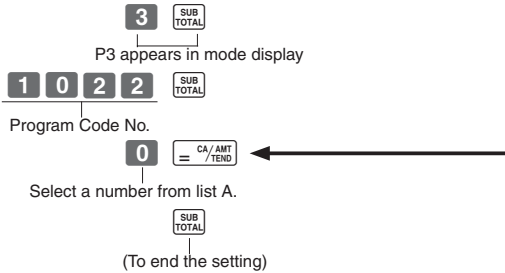 3 SUB TOTAL
P3 appears in mode display
1 0 2 2 SUB TOTAL
Program Code No.
0 = CA/AMT/TEND
Select a number from list A.
SUB TOTAL
(To end the setting)